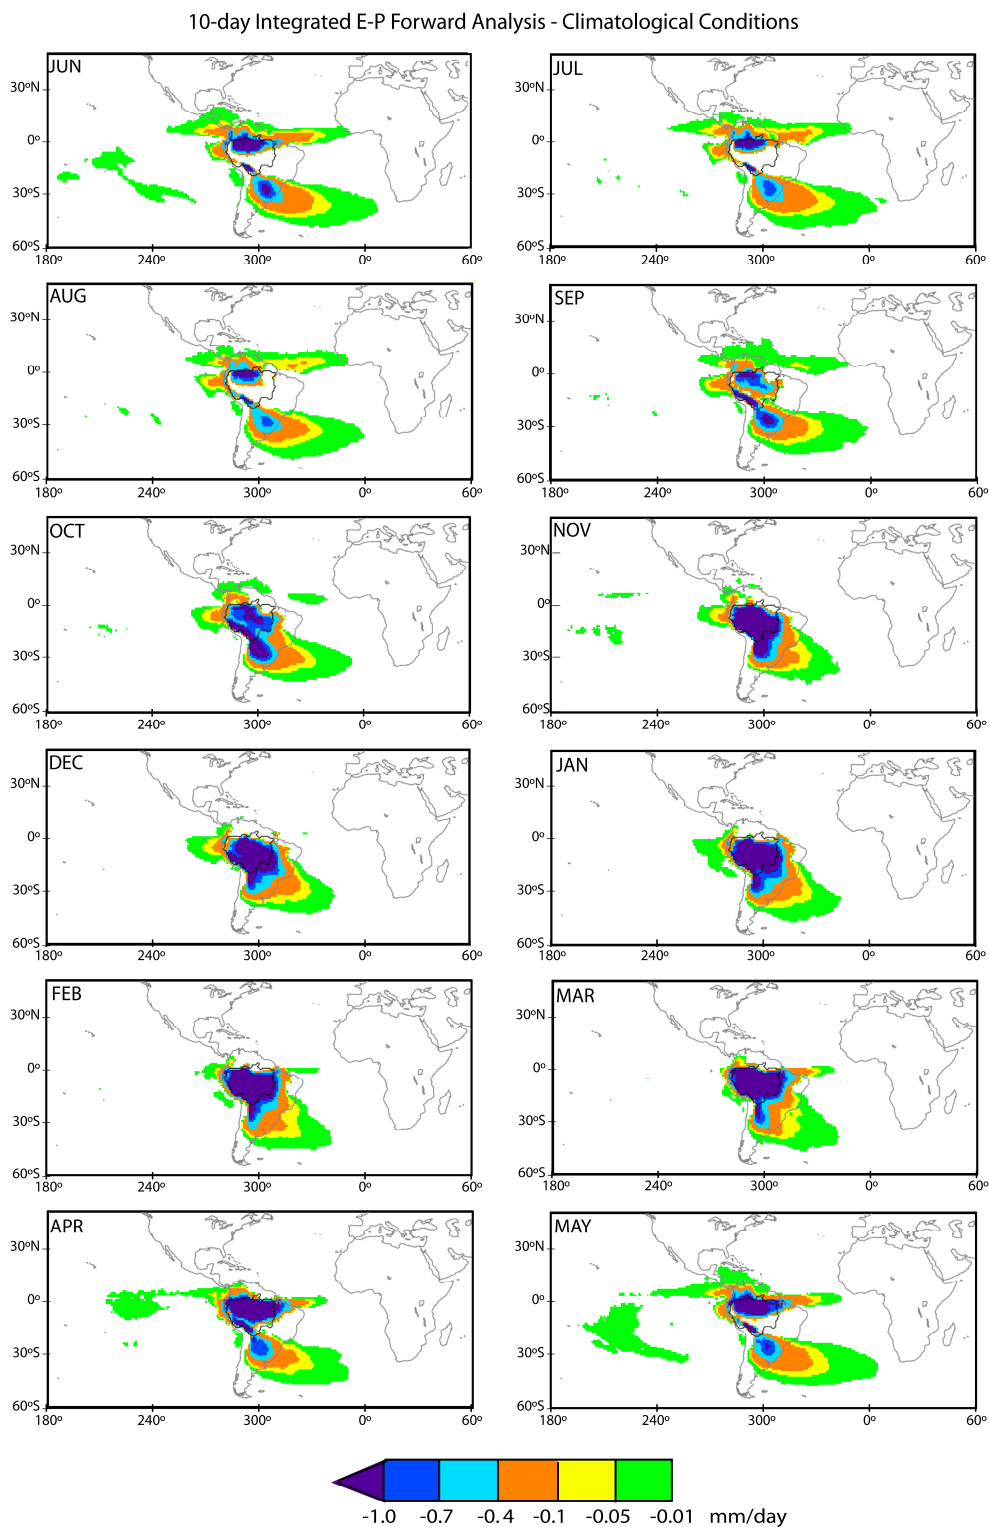 10-day Integrated E-P Forward Analysis - Climatological Conditions
JUN
30ºN
0º
30ºS
60ºS
180º 240º 300º 0º 60º
JUL
30ºN
0º
30ºS
60ºS
180º 240º 300º 0º 60º
AUG
30ºN
0º
30ºS
60ºS
180º 240º 300º 0º 60º
SEP
30ºN
0º
30ºS
60ºS
180º 240º 300º 0º 60º
OCT
30ºN
0º
30ºS
60ºS
180º 240º 300º 0º 60º
NOV
30ºN
0º
30ºS
60ºS
180º 240º 300º 0º 60º
DEC
30ºN
0º
30ºS
60ºS
180º 240º 300º 0º 60º
JAN
30ºN
0º
30ºS
60ºS
180º 240º 300º 0º 60º
FEB
30ºN
0º
30ºS
60ºS
180º 240º 300º 0º 60º
MAR
30ºN
0º
30ºS
60ºS
180º 240º 300º 0º 60º
APR
30ºN
0º
30ºS
60ºS
180º 240º 300º 0º 60º
MAY
30ºN
0º
30ºS
60ºS
180º 240º 300º 0º 60º
-1.0 -0.7 -0.4 -0.1 -0.05 -0.01 mm/day